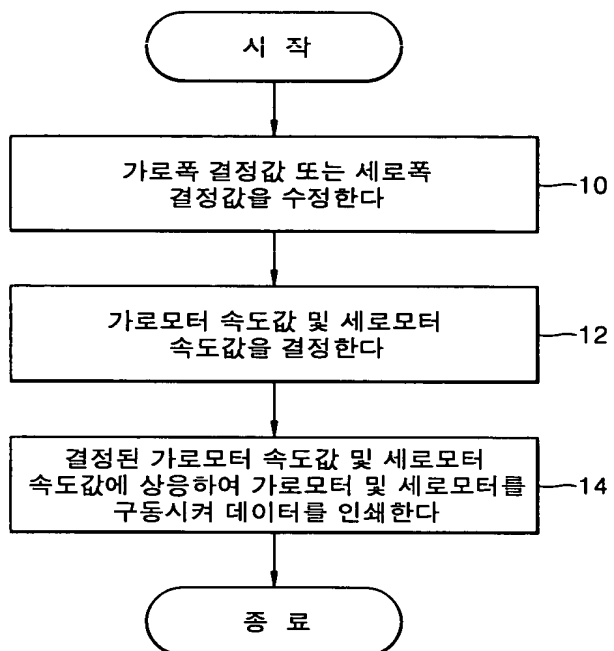 시 작
가로폭 결정값 또는 세로폭
결정값을 수정한다
10
가로모터 속도값 및 세로모터
속도값을 결정한다
12
결정된 가로모터 속도값 및 세로모터
속도값에 상응하여 가로모터 및 세로모터를
구동시켜 데이터를 인쇄한다
14
종 료